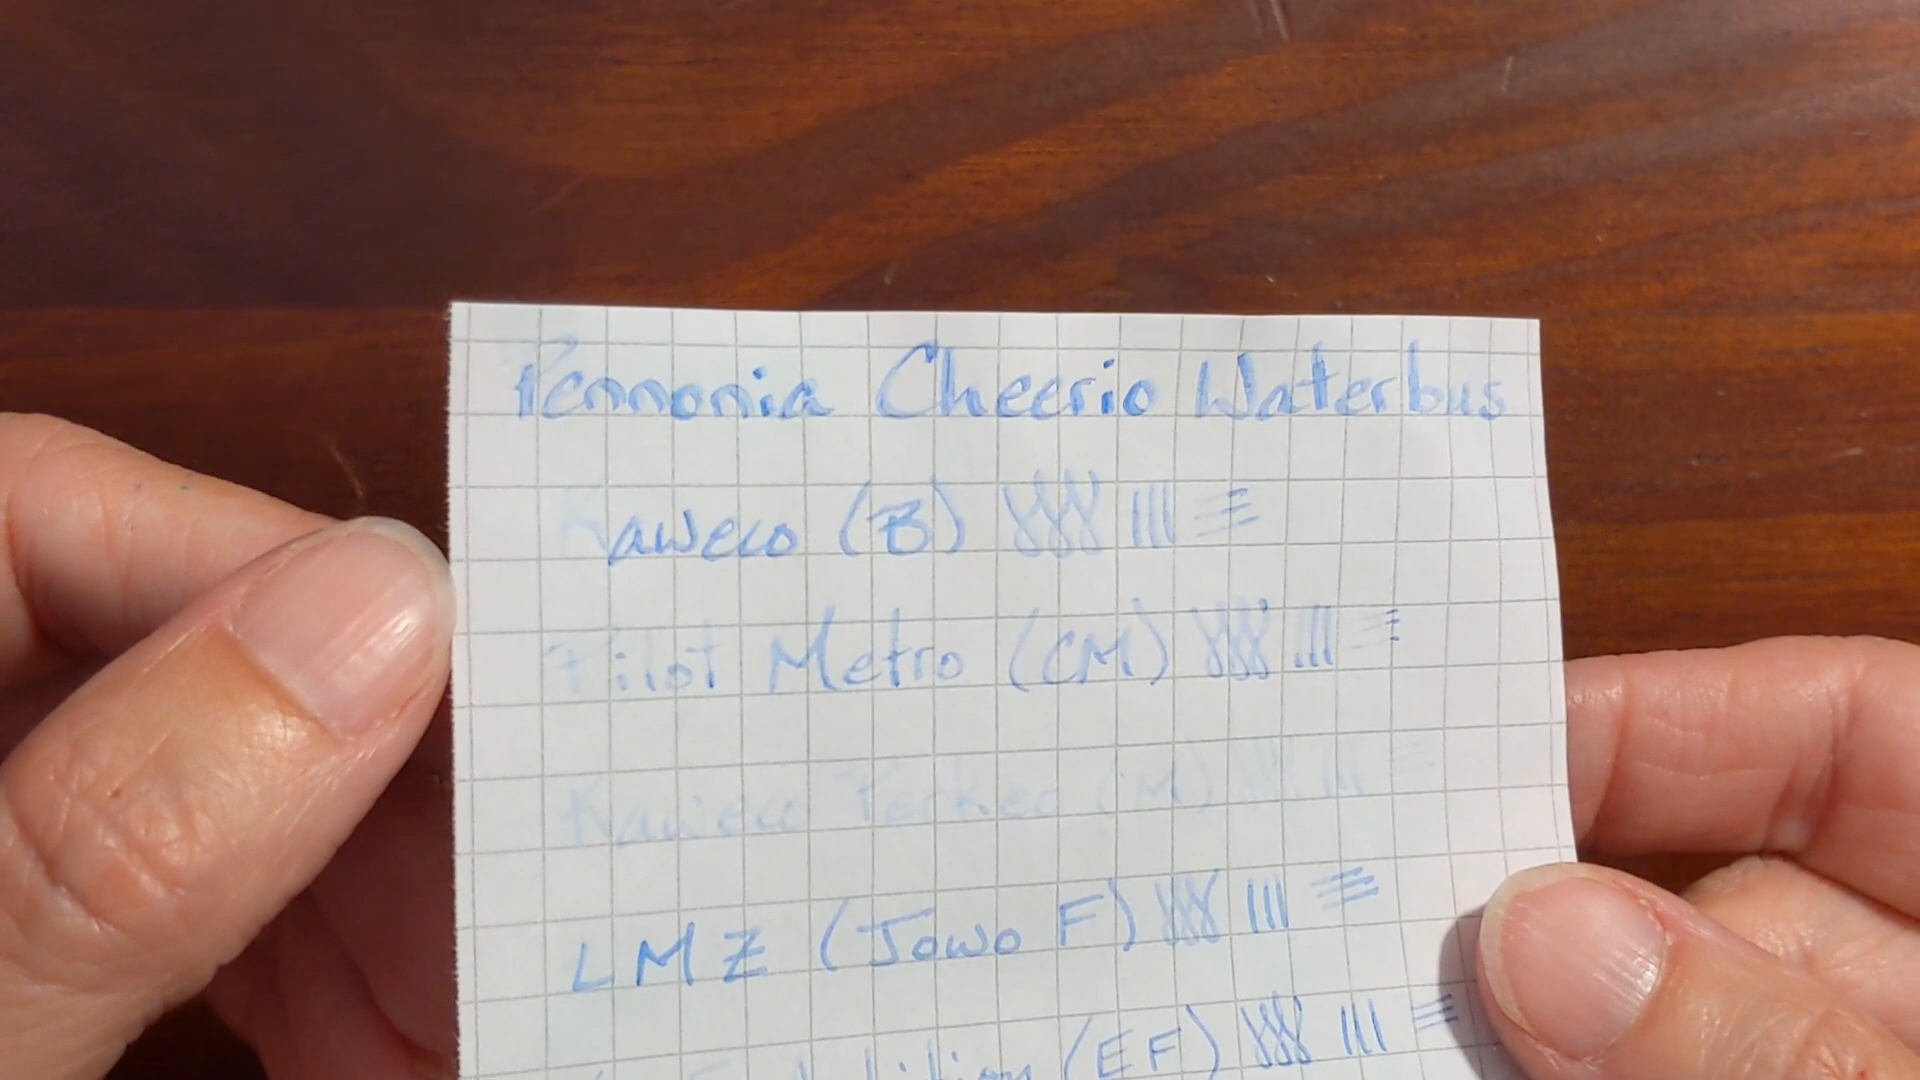 Pennonia Cheerio Waterbus
Kaweco (B)
Pilot Metro (CM)
Kaweco Perkeo (M)
LMZ (Jowo F)
(EF)